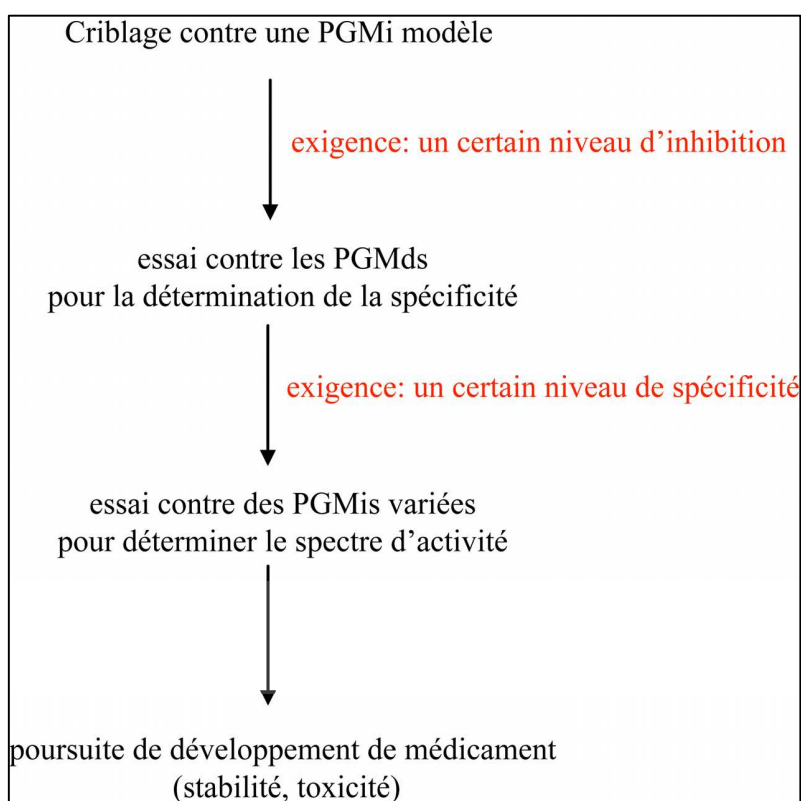 Criblage contre une PGMi modèle
exigence: un certain niveau d’inhibition
essai contre les PGMds
pour la détermination de la spécificité
exigence: un certain niveau de spécificité
essai contre des PGMis variées
pour déterminer le spectre d’activité
poursuite de développement de médicament
(stabilité, toxicité)